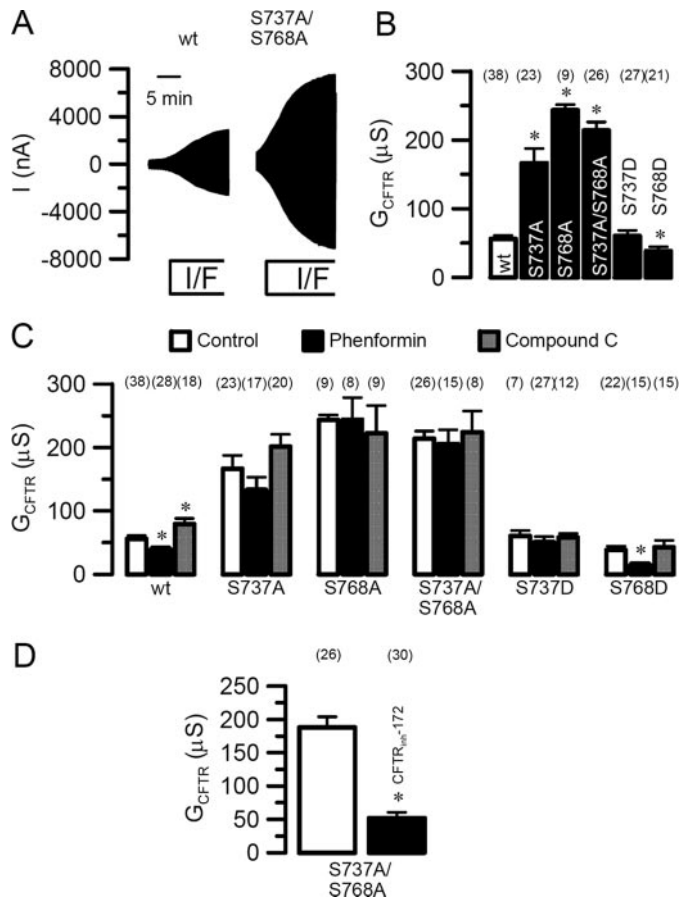 A
wt
S737A/
S768A
8000
4000
0
-4000
-8000
I (nA)
5 min
I/F
I/F
B
(38) (23) (9) (26) (27) (21)
300
200
100
0
G_CFTR (µS)
wt
S737A
S768A
S737A/S768A
S737D
S768D
* * * *
C
Control
Phenformin
Compound C
(38) (28) (18) (23) (17) (20) (9) (8) (9) (26) (15) (8) (7) (27) (12) (22) (15) (15)
300
200
100
0
G_CFTR (µS)
* * *
wt
S737A
S768A
S737A/
S768A
S737D
S768D
D
(26) (30)
250
200
150
100
50
0
G_CFTR (µS)
* CFTR_inh-172
S737A/
S768A